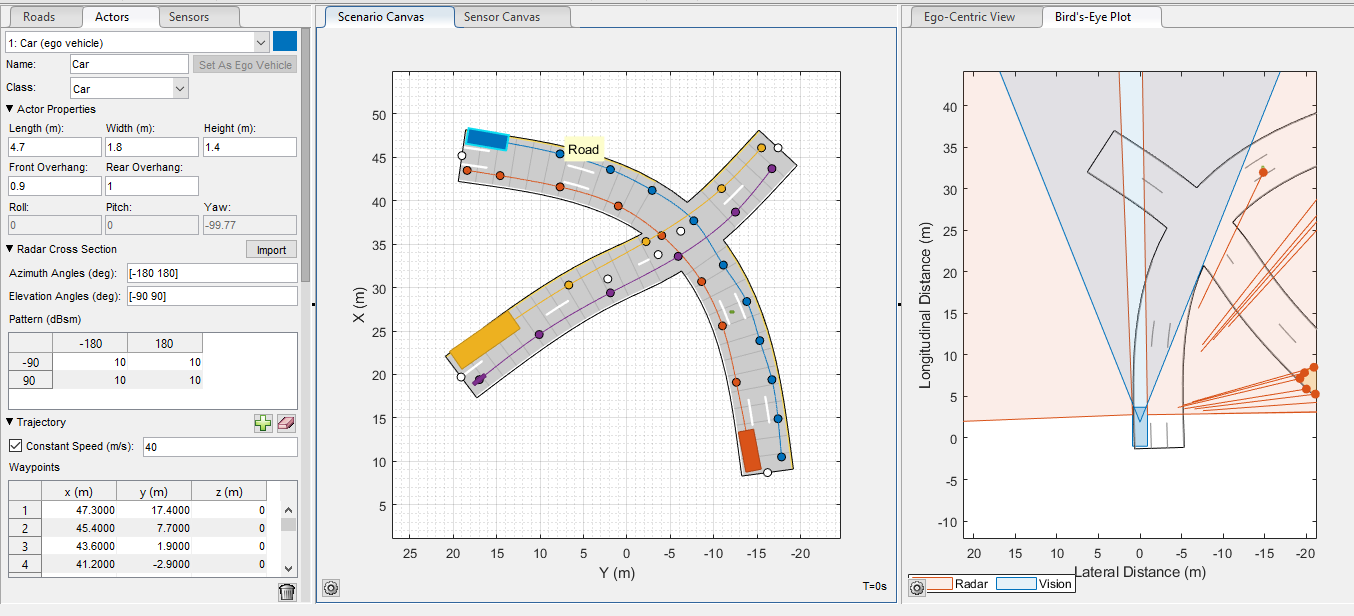 Roads Actors Sensors
1: Car (ego vehicle)
Name: Car Set As Ego Vehicle
Class: Car
Actor Properties
Length (m): Width (m): Height (m):
4.7 1.8 1.4
Front Overhang: Rear Overhang:
0.9 1
Roll: Pitch: Yaw:
0 0 -99.77
Radar Cross Section Import
Azimuth Angles (deg): [-180 180]
Elevation Angles (deg): [-90 90]
Pattern (dBsm)
-180 180
-90 10 10
90 10 10
Trajectory
Constant Speed (m/s): 40
Waypoints
x (m) y (m) z (m)
1 47.3000 17.4000 0
2 45.4000 7.7000 0
3 43.6000 1.9000 0
4 41.2000 -2.9000 0
Scenario Canvas Sensor Canvas
Road
50
45
40
35
30
25
20
15
10
5
X (m)
25 20 15 10 5 0 -5 -10 -15 -20
Y (m)
T=0s
Ego-Centric View Bird's-Eye Plot
40
35
30
25
20
15
10
5
0
-5
-10
Longitudinal Distance (m)
20 15 10 5 0 -5 -10 -15 -20
Lateral Distance (m)
Radar Vision